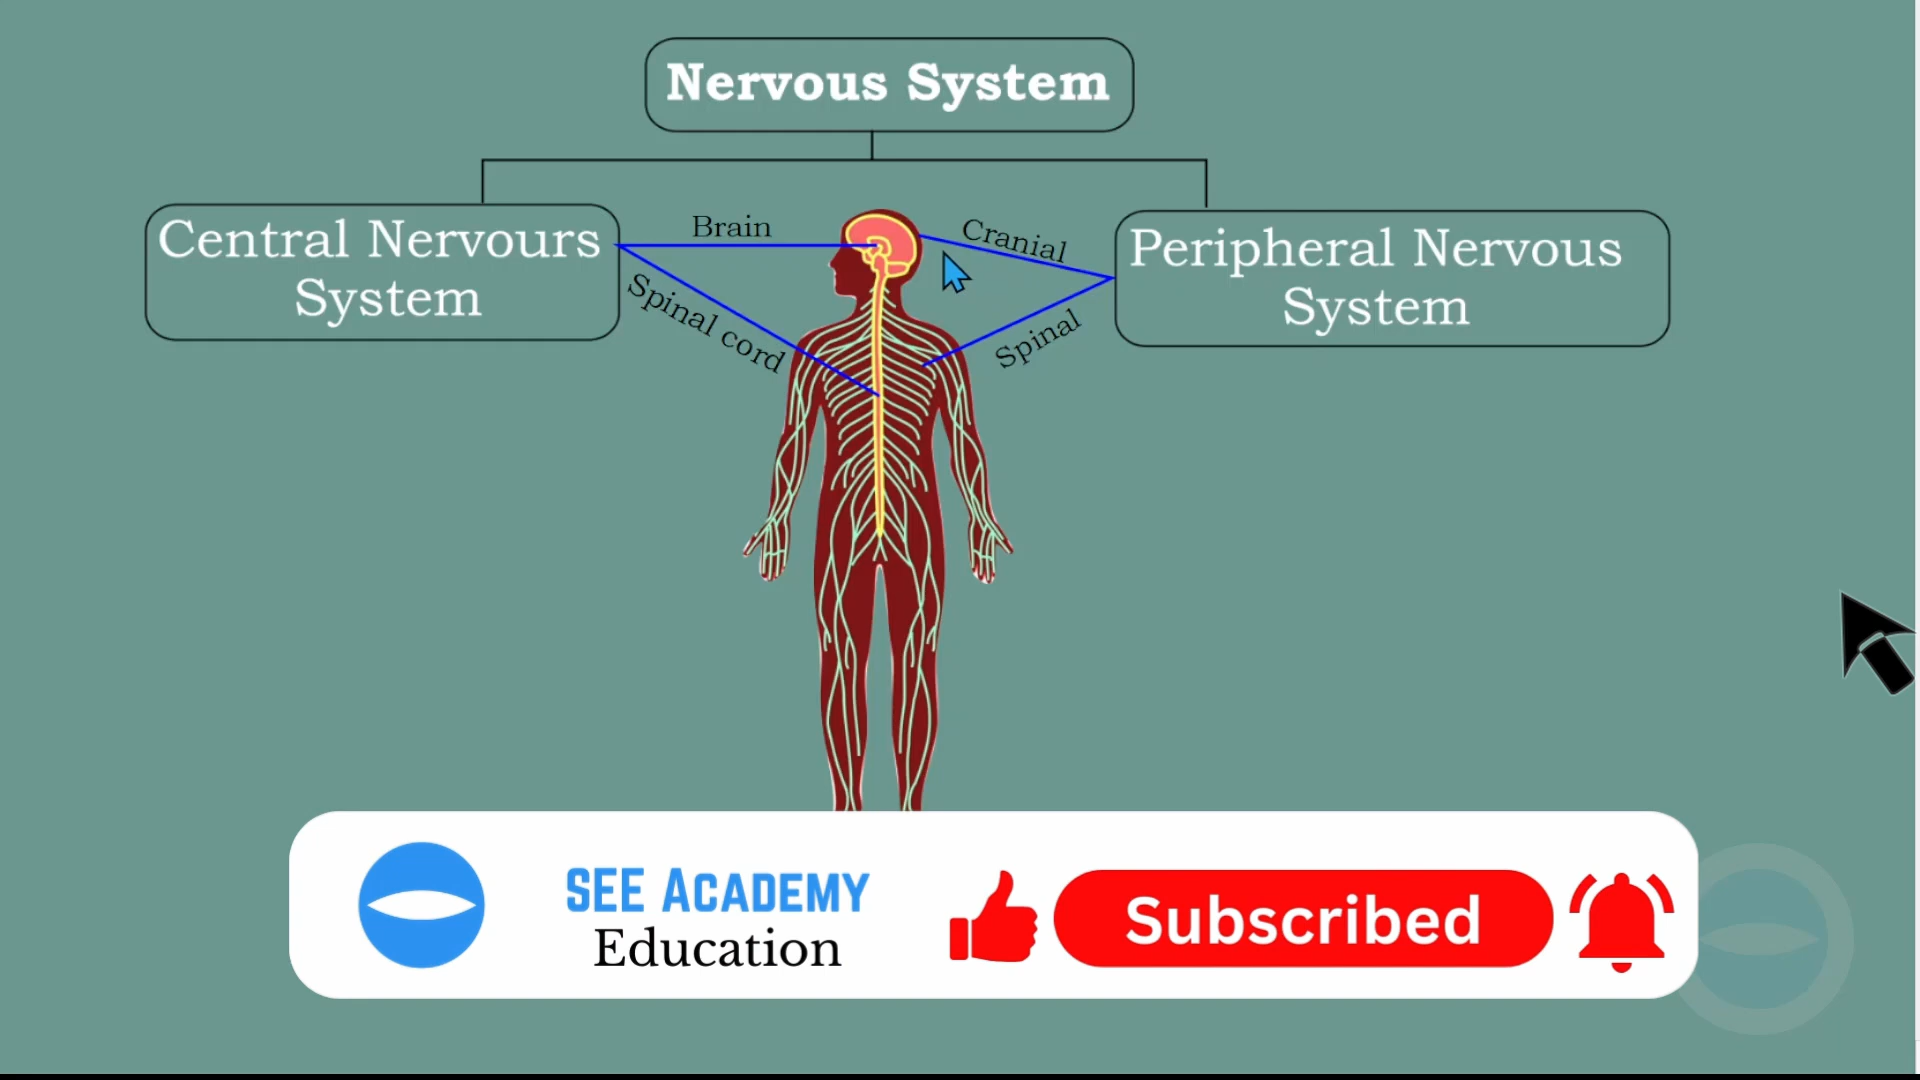 Nervous System
Central Nervours
System
Brain
Spinal cord
Cranial
Spinal
Peripheral Nervous
System
SEE ACADEMY
Education
Subscribed